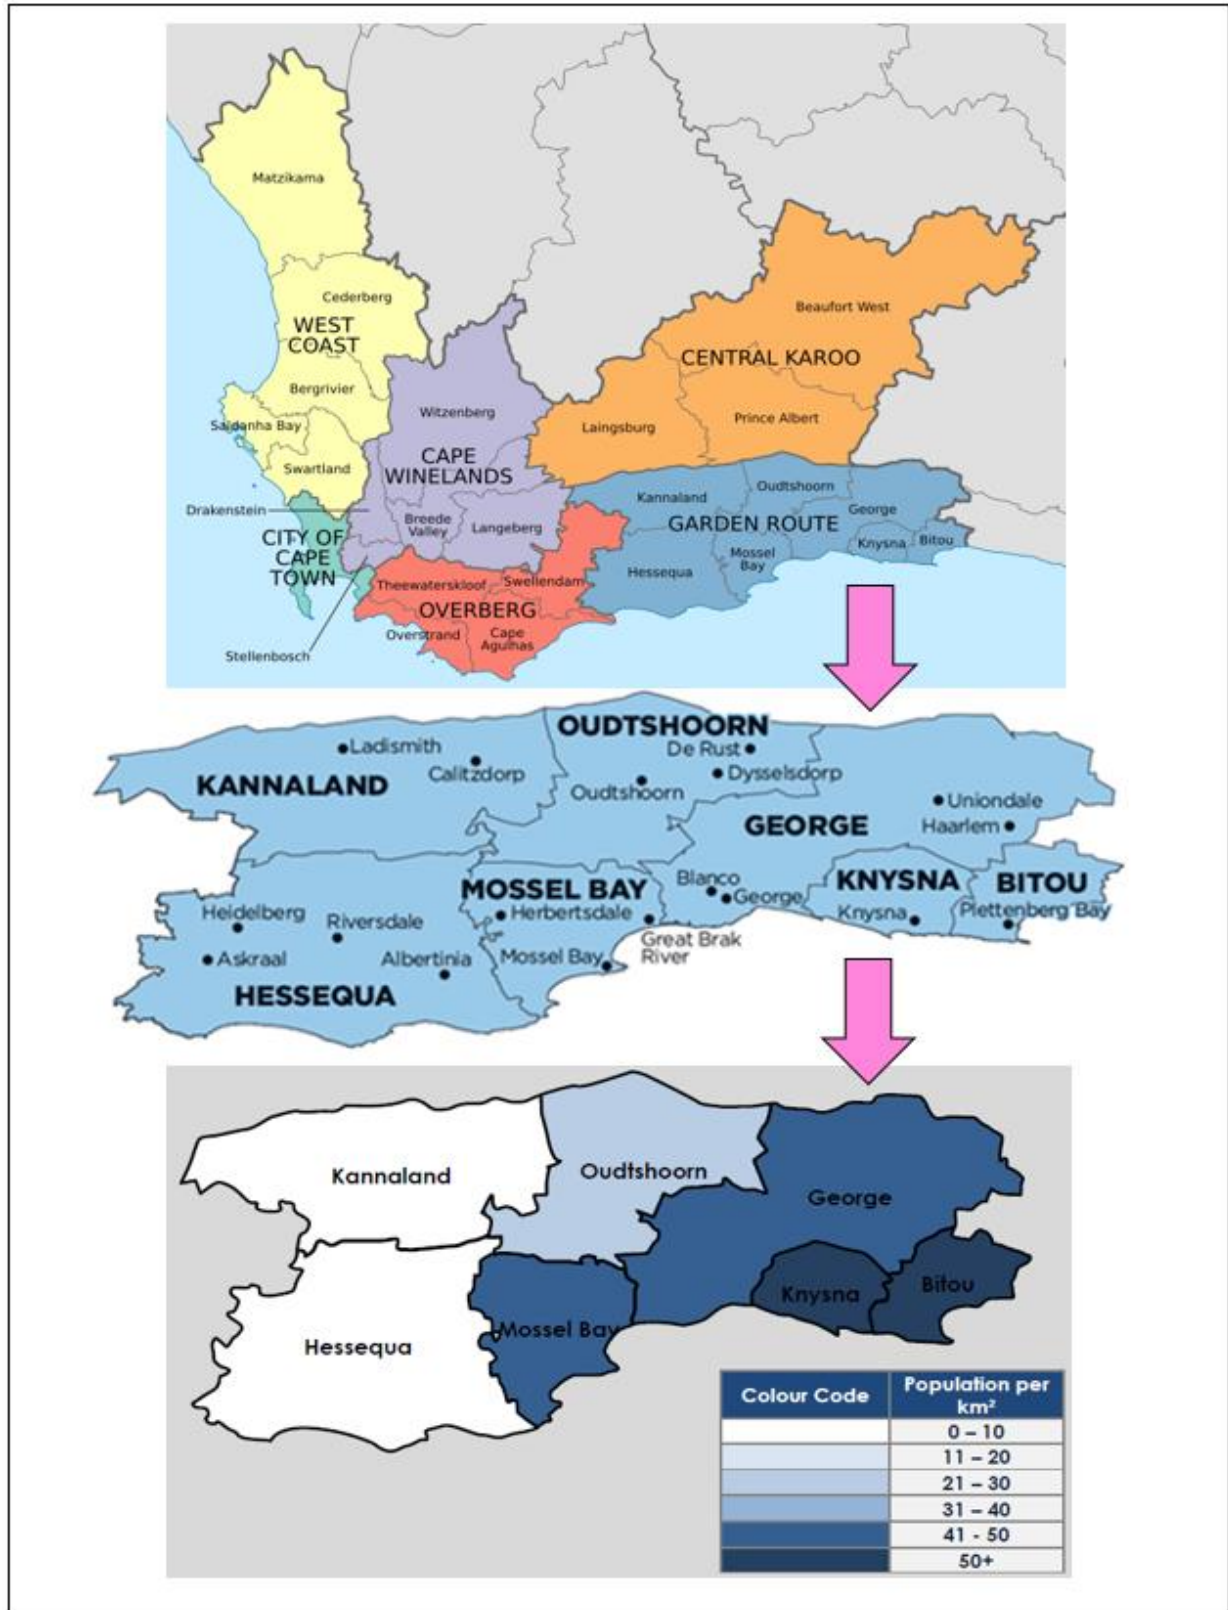 Matzikama
Cederberg
WEST
COAST
Bergrivier
Saldanha Bay
Swartland
Drakenstein
CITY OF
CAPE
TOWN
Stellenbosch
Witzenberg
CAPE
WINELANDS
Breede
Valley
Langeberg
Theewaterskloof
Swellendam
OVERBERG
Overstrand
Cape
Agulhas
Beaufort West
CENTRAL KAROO
Laingsburg
Prince Albert
Kannaland
Oudtshoorn
George
GARDEN ROUTE
Hessequa
Mossel
Bay
Knysna
Bitou
OUDTSHOORN
Ladismith
De Rust
Calitzdorp
Dysselsdorp
KANNALAND
Oudtshoorn
Uniondale
GEORGE
Haarlem
MOSSEL BAY
Blanco
George
KNYSNA
BITOU
Heidelberg
Riversdale
Herbertsdale
Knysna
Plettenberg Bay
Askraal
Albertinia
Mossel Bay
Great Brak
River
HESSEQUA
Kannaland
Oudtshoorn
George
Knysna
Bitou
Mossel Bay
Hessequa
Colour Code
Population per
km²
0 – 10
11 – 20
21 – 30
31 – 40
41 - 50
50+